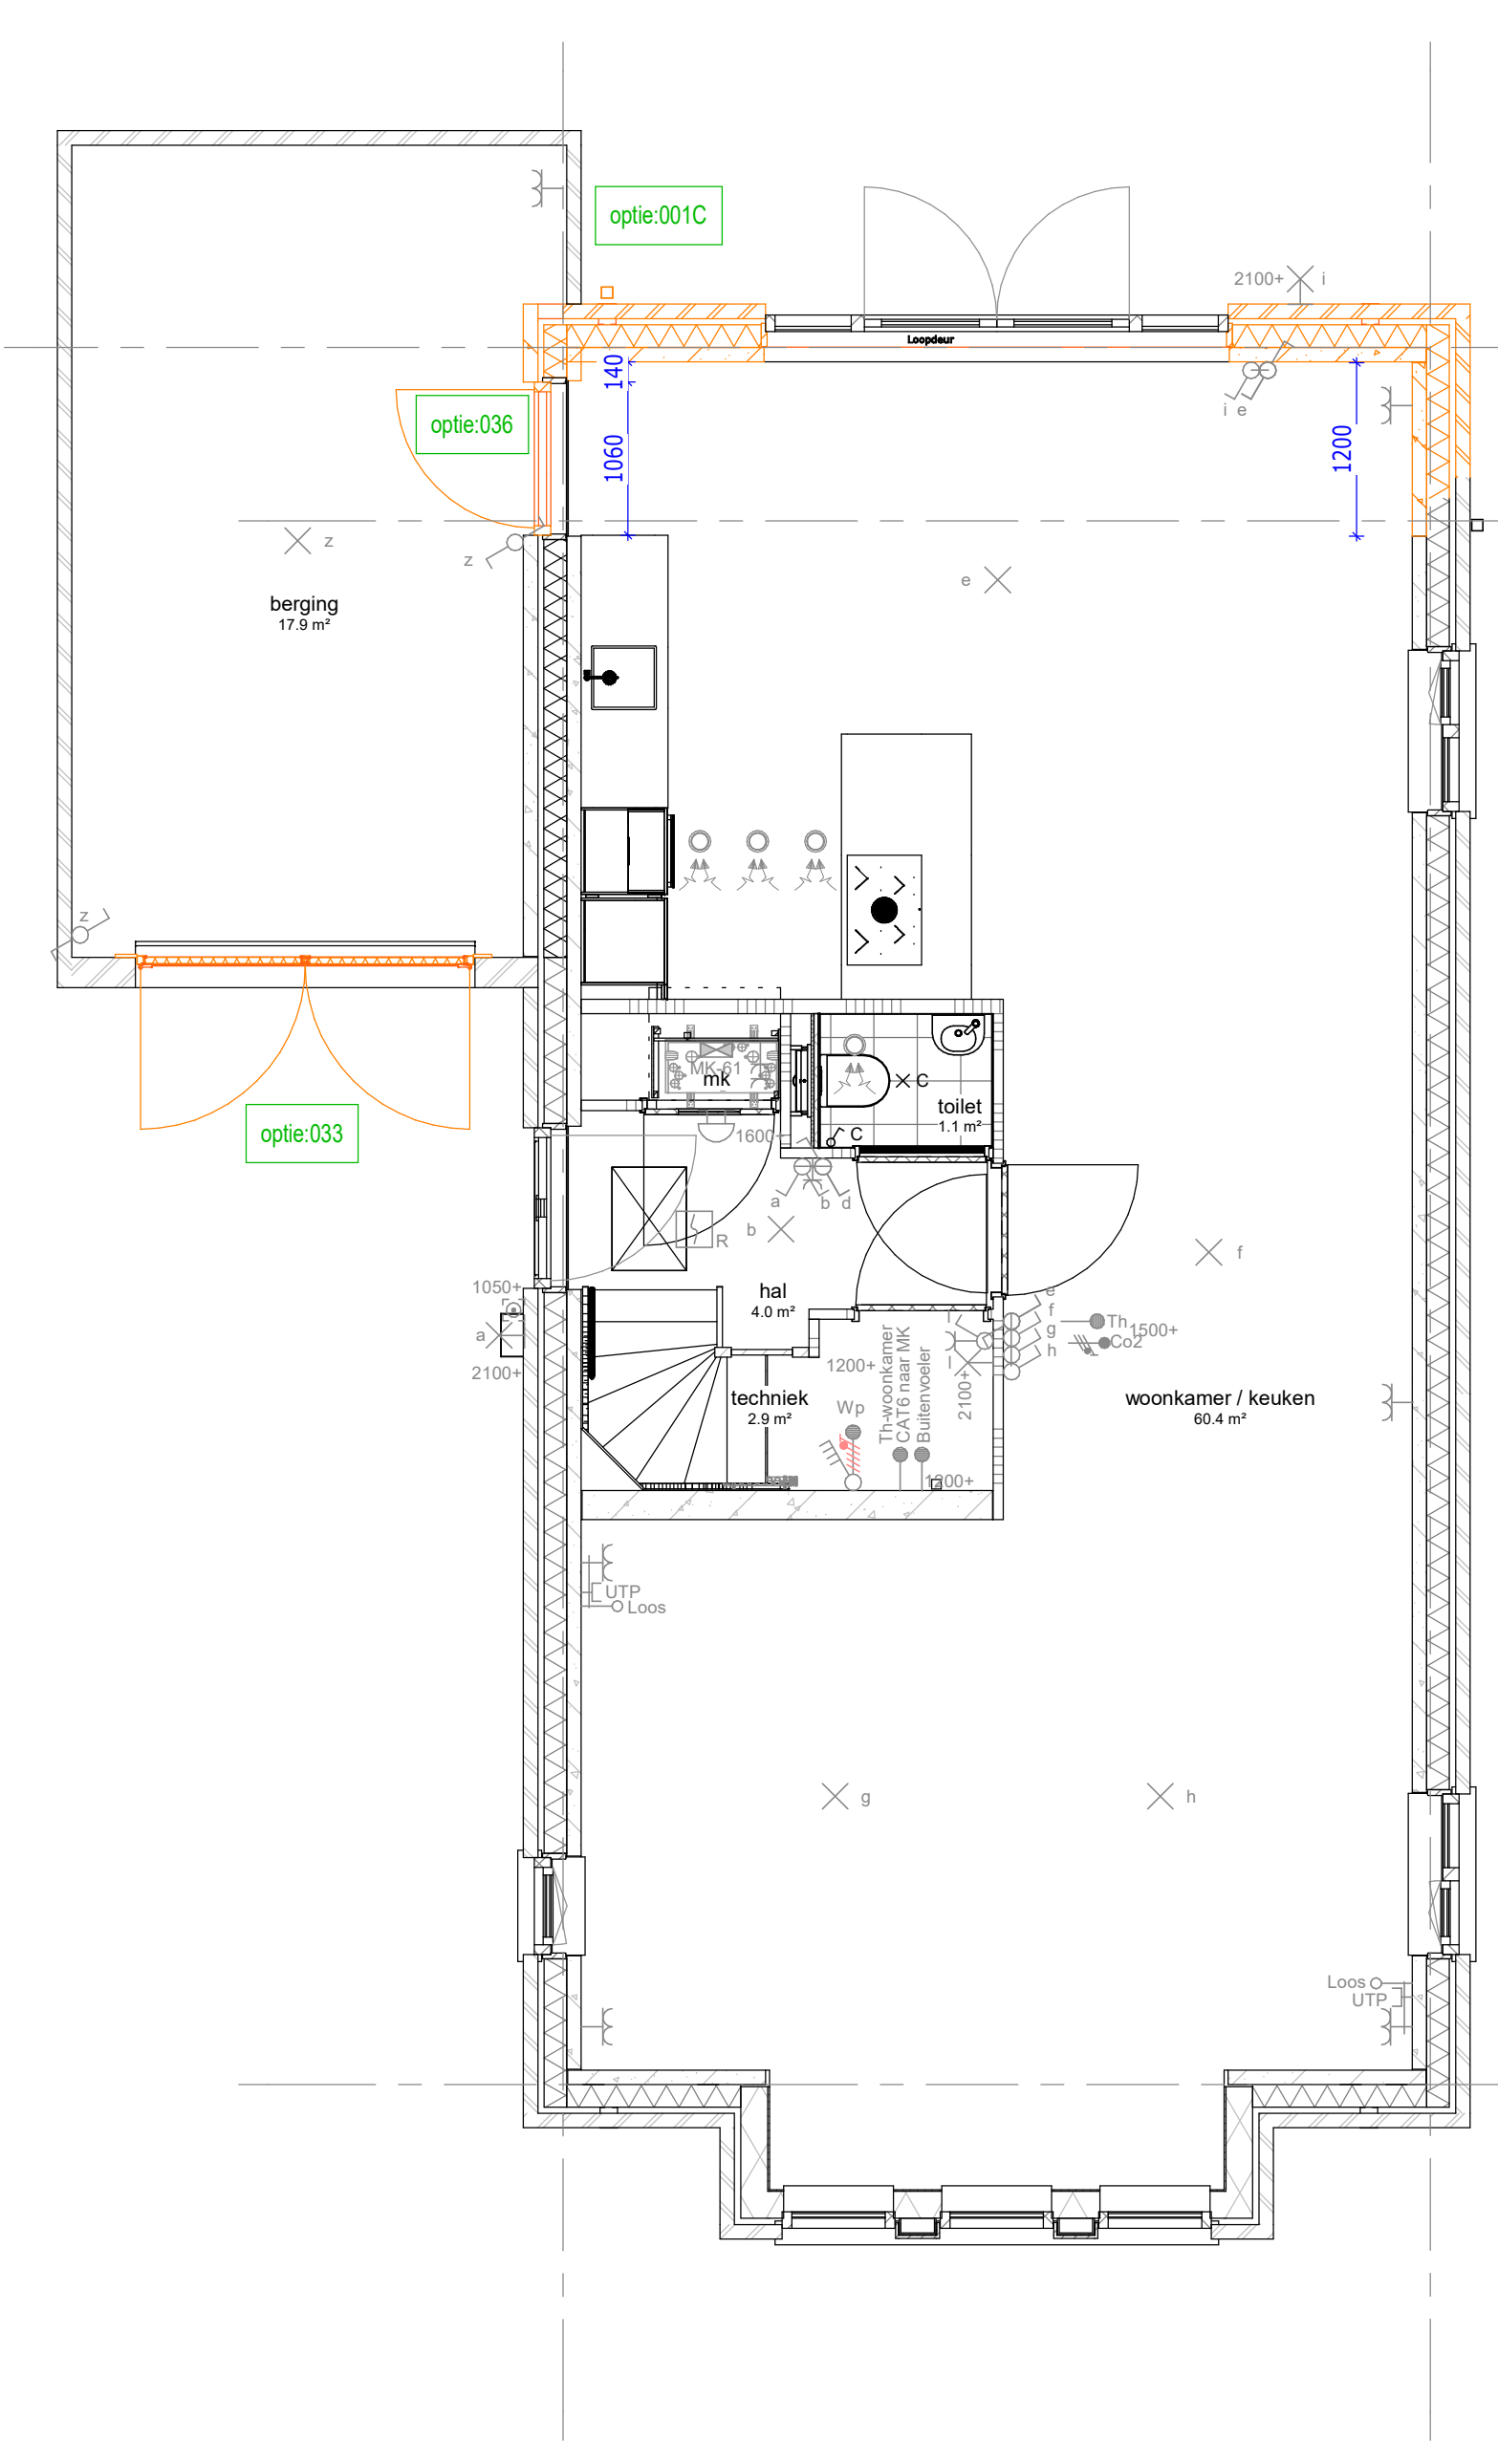 optie:001C
2100+ i
Loopdeur
140
i e
optie:036
1060
1200
z
z
e
berging
17.9 m²
z
MK-61
mk
C
toilet
1.1 m²
C
optie:033
1600+
a b d
b
R
f
hal
4.0 m²
1050+
a
2100+
e
f
g
h
Th
1500+
Co2
1200+
2100+
techniek
2.9 m²
Wp
Th-woonkamer
CAT6 naar MK
Buitenvoeler
1200+
woonkamer / keuken
60.4 m²
UTP
Loos
g
h
Loos
UTP